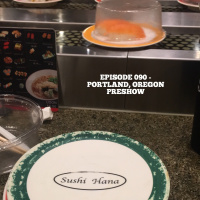 EPISODE 090 -
PORTLAND, OREGON
PRESHOW
Sushi Hana